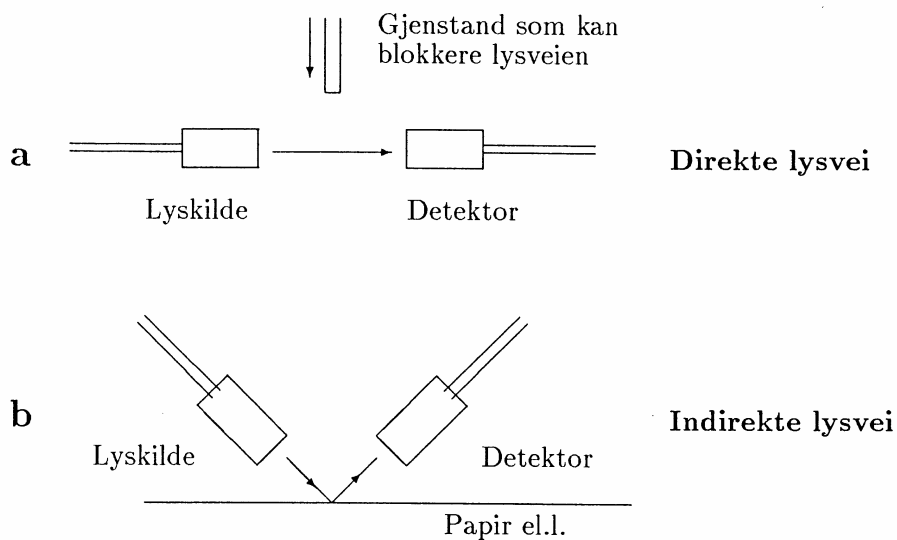 Gjenstand som kan
blokkere lysveien
a
Direkte lysvei
Lyskilde
Detektor
b
Indirekte lysvei
Lyskilde
Detektor
Papir el.l.